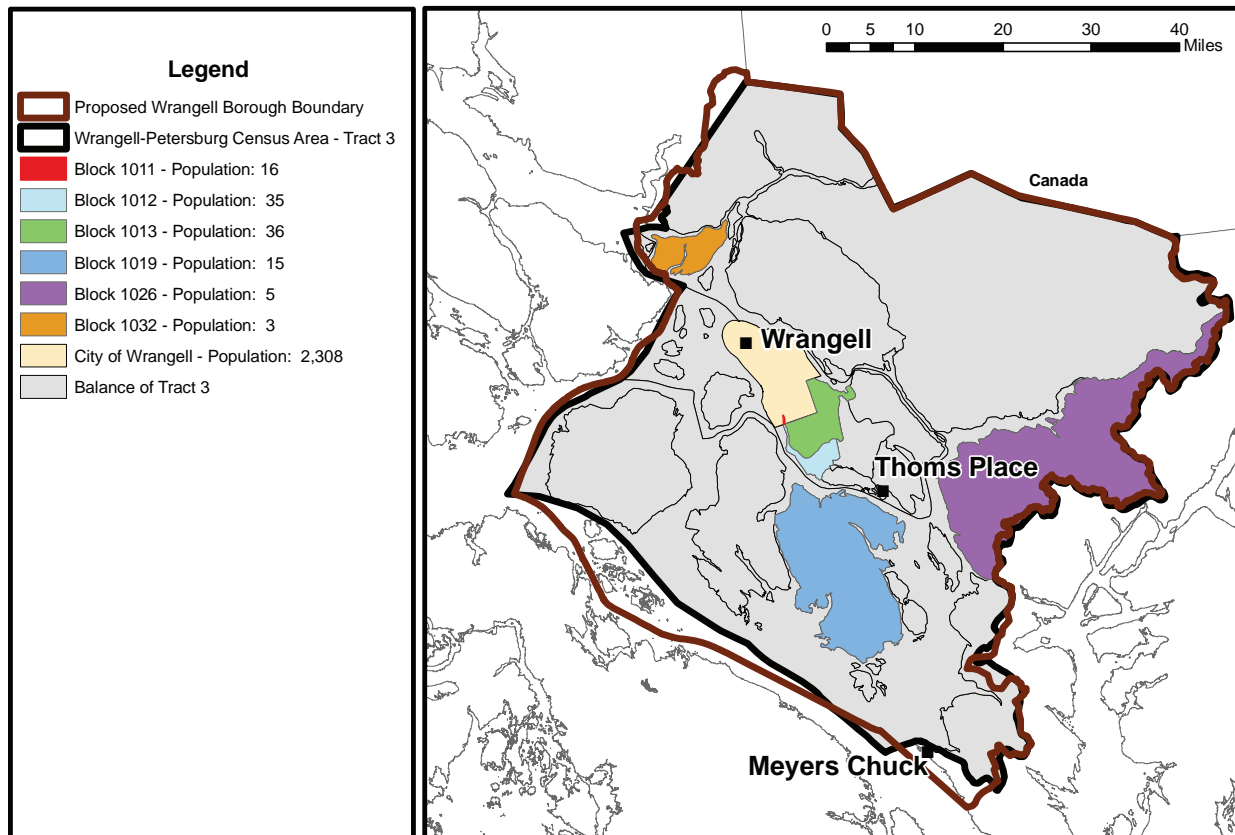 Legend
Proposed Wrangell Borough Boundary
Wrangell-Petersburg Census Area - Tract 3
Block 1011 - Population: 16
Block 1012 - Population:  35
Block 1013 - Population:  36
Block 1019 - Population:  15
Block 1026 - Population:  5
Block 1032 - Population:  3
City of Wrangell - Population:  2,308
Balance of Tract 3
0 5 10 20 30 40
Miles
Canada
Wrangell
Thoms Place
Meyers Chuck